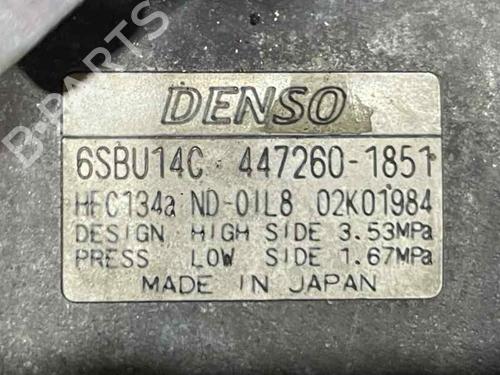 B-PARTS
DENSO
6SBU14C 447260-1851
HFC134a ND-OIL8 02K01984
DESIGN HIGH SIDE 3.53MPa
PRESS LOW SIDE 1.67MPa
MADE IN JAPAN